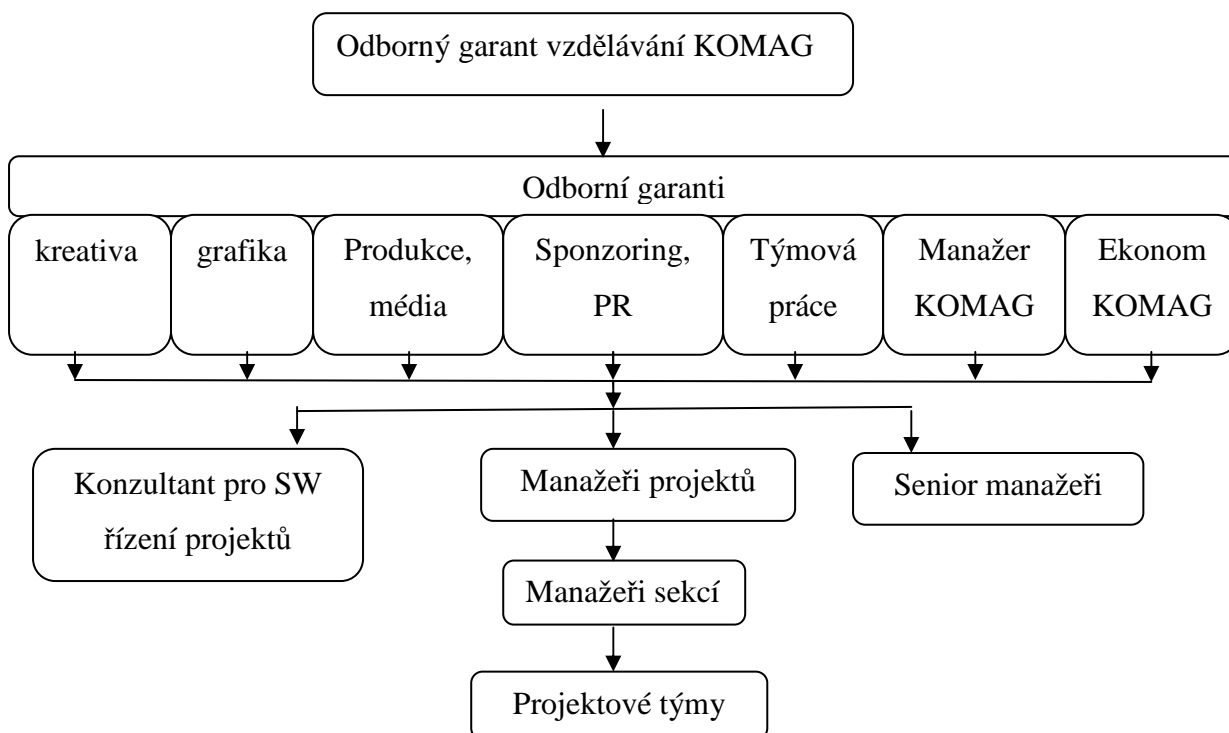 Odborný garant vzdělávání KOMAG
Odborní garanti
kreativa
grafika
Produkce,
média
Sponzoring,
PR
Týmová
práce
Manažer
KOMAG
Ekonom
KOMAG
Konzultant pro SW
řízení projektů
Manažeři projektů
Senior manažeři
Manažeři sekcí
Projektové týmy